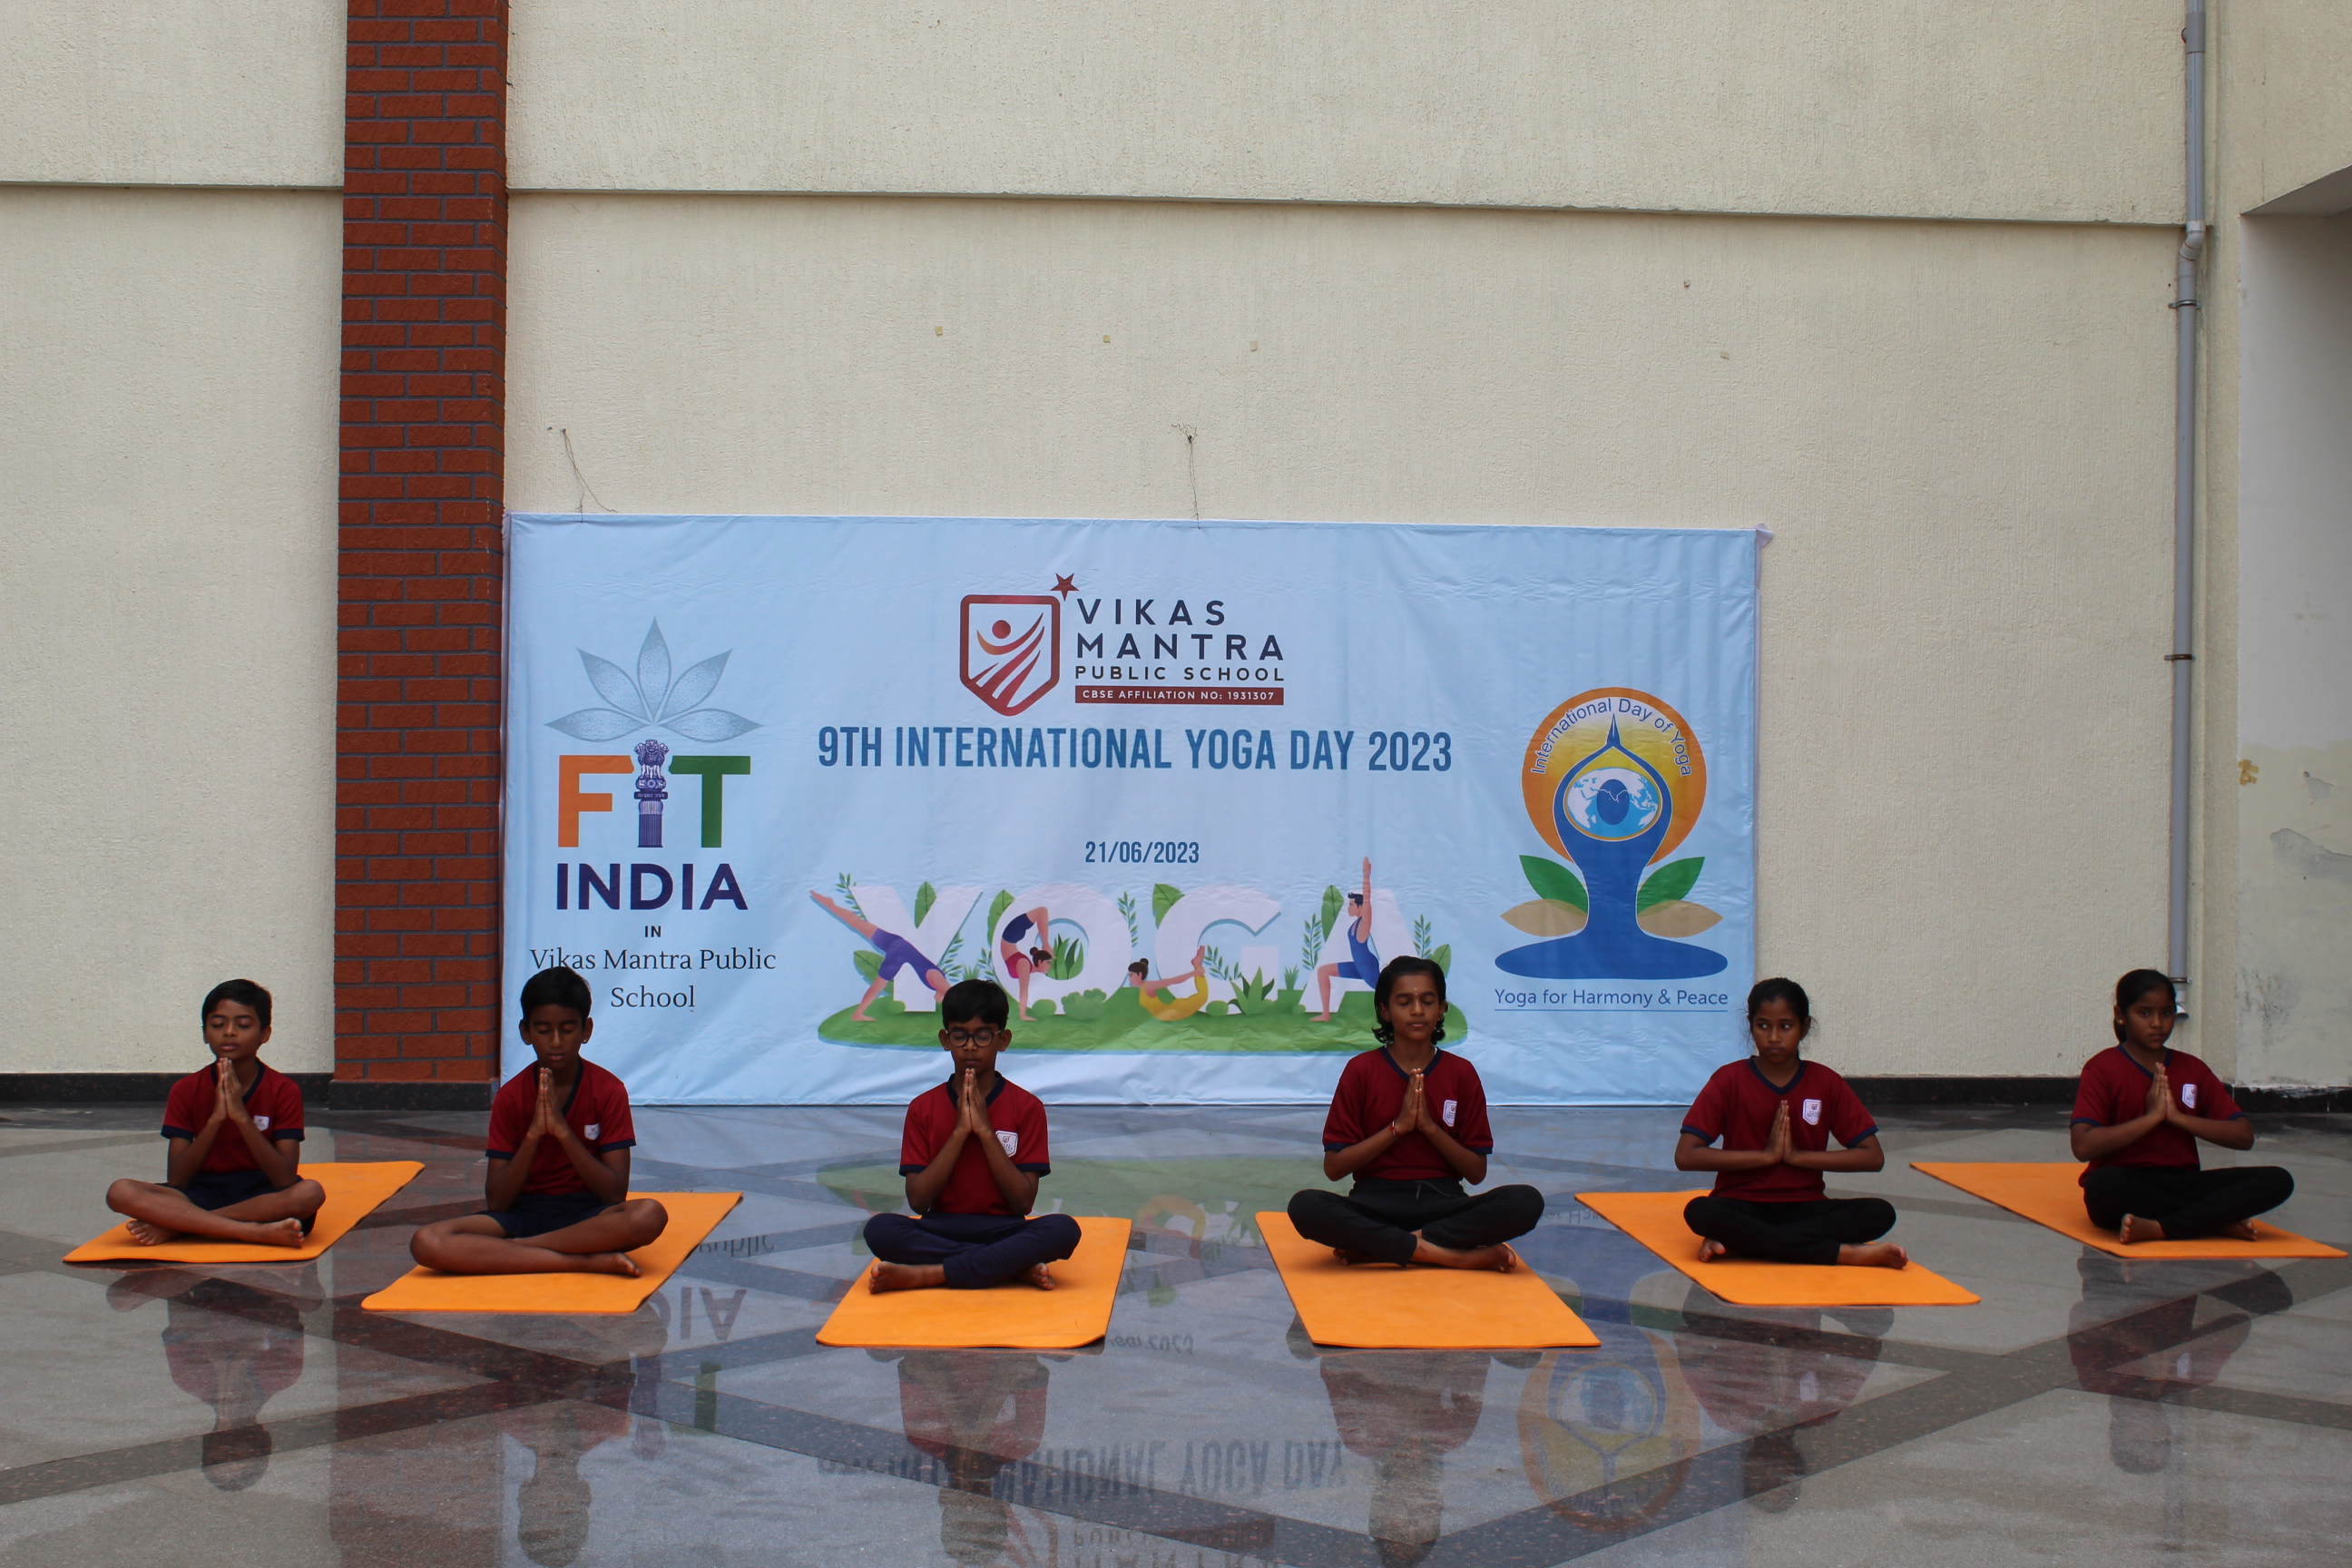 VIKAS
MANTRA
PUBLIC SCHOOL
CBSE AFFILIATION NO: 1931307
9TH INTERNATIONAL YOGA DAY 2023
21/06/2023
YOGA
FIT
INDIA
IN
Vikas Mantra Public
School
International Day of Yoga
Yoga for Harmony & Peace